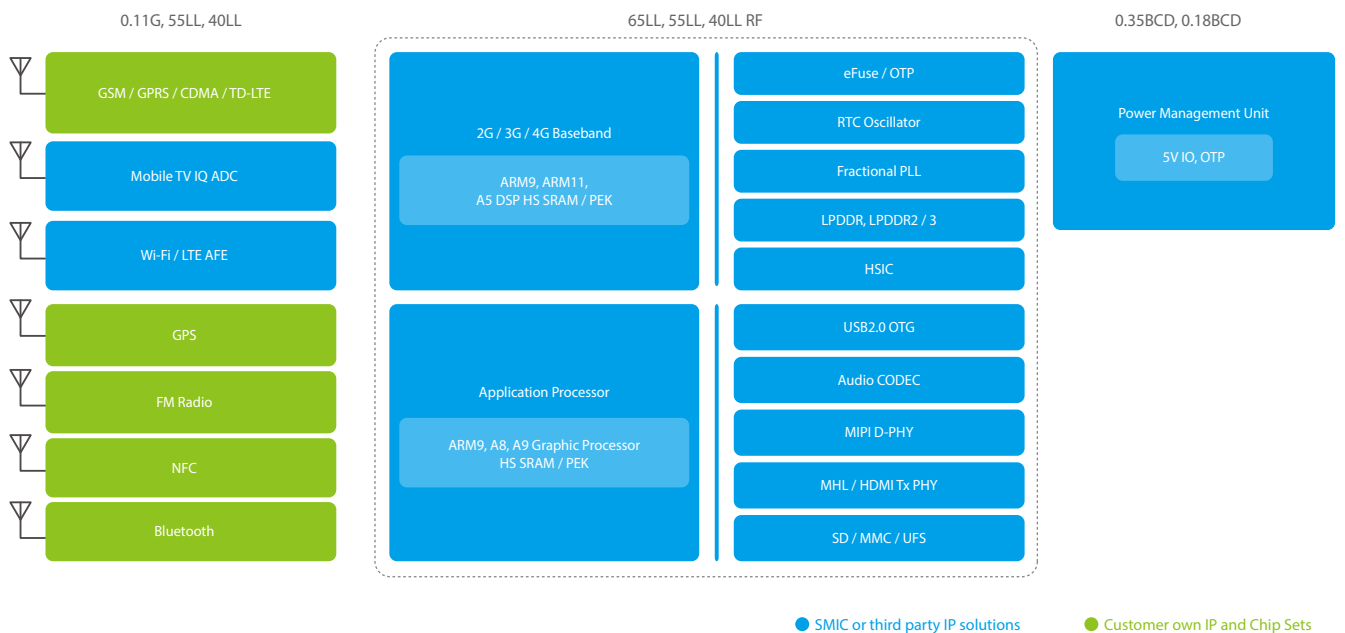 0.11G, 55LL, 40LL
65LL, 55LL, 40LL RF
0.35BCD, 0.18BCD
GSM / GPRS / CDMA / TD-LTE
Mobile TV IQ ADC
Wi-Fi / LTE AFE
GPS
FM Radio
NFC
Bluetooth
2G / 3G / 4G Baseband
ARM9, ARM11,
A5 DSP HS SRAM / PEK
Application Processor
ARM9, A8, A9 Graphic Processor
HS SRAM / PEK
eFuse / OTP
RTC Oscillator
Fractional PLL
LPDDR, LPDDR2 / 3
HSIC
USB2.0 OTG
Audio CODEC
MIPI D-PHY
MHL / HDMI Tx PHY
SD / MMC / UFS
Power Management Unit
5V IO, OTP
SMIC or third party IP solutions
Customer own IP and Chip Sets